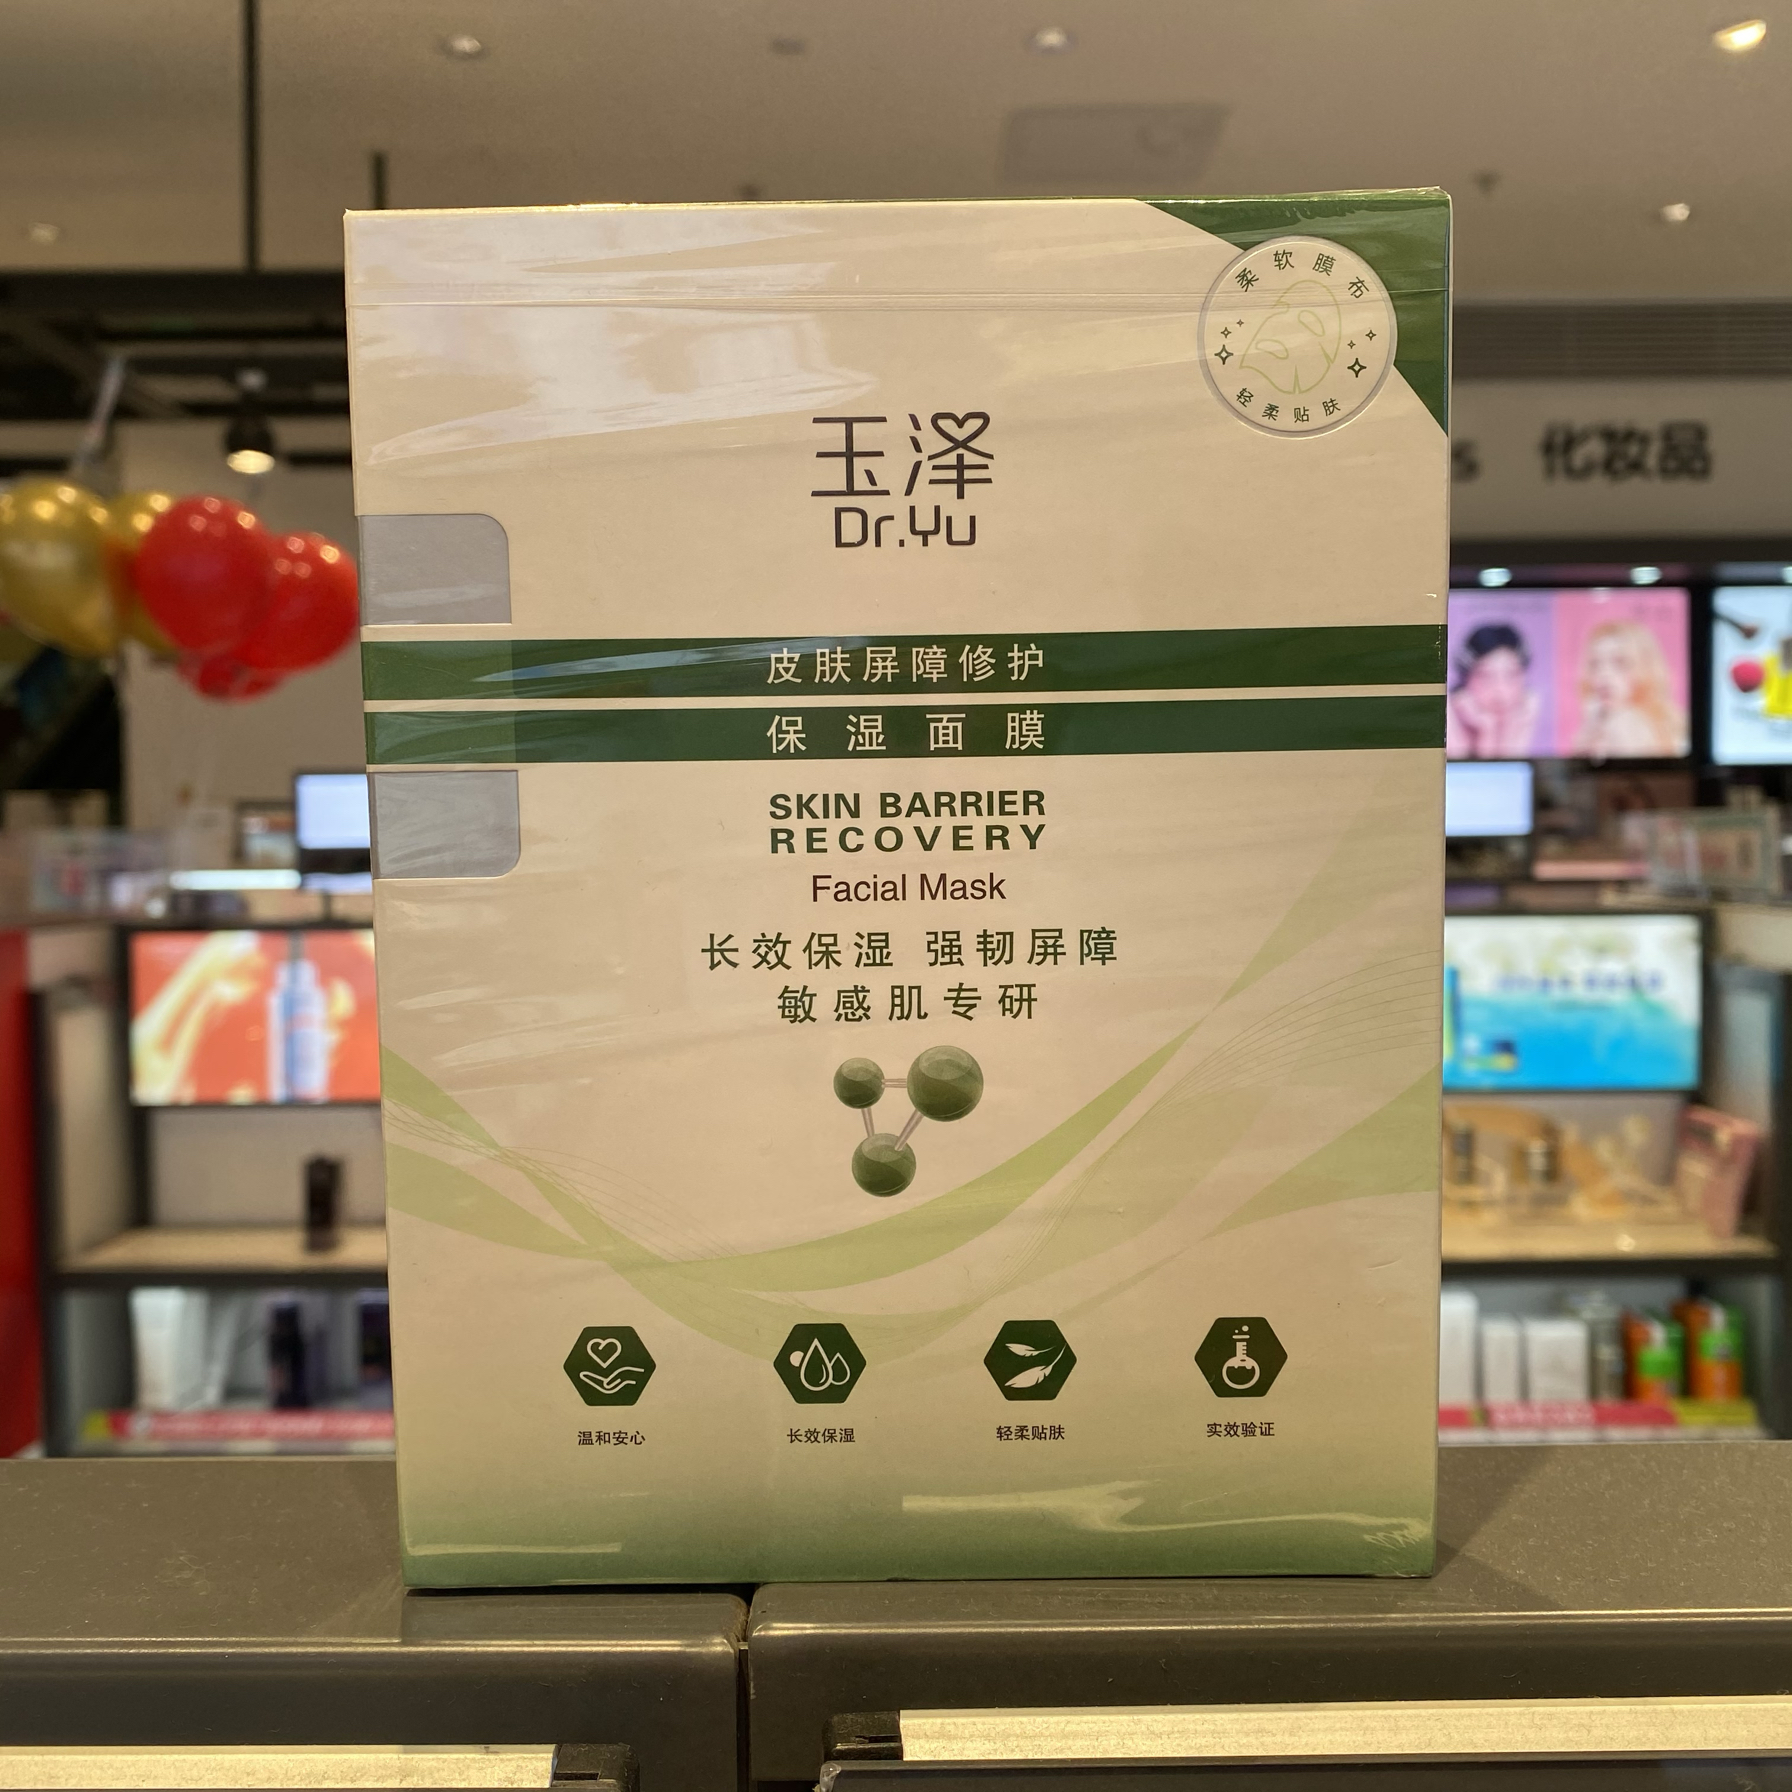 柔软膜布
轻柔贴肤
玉泽
Dr.Yu
皮肤屏障修护
保湿面膜
SKIN BARRIER
RECOVERY
Facial Mask
长效保湿 强韧屏障
敏感肌专研
温和安心
长效保湿
轻柔贴肤
实效验证
化妆品